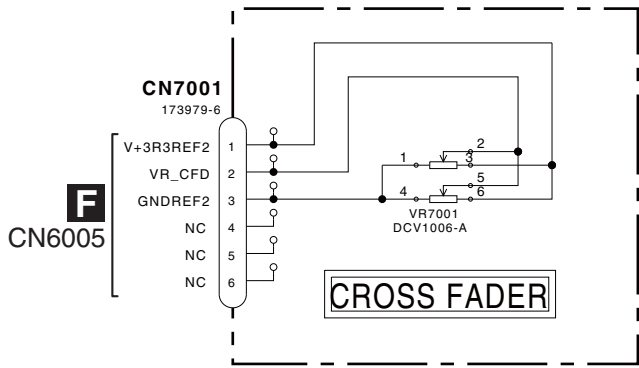 CN7001
173979-6
V+3R3REF2 1
VR_CFD 2
GNDREF2 3
NC 4
NC 5
NC 6
F
CN6005
2
1 3
5
4 6
VR7001
DCV1006-A
CROSS FADER